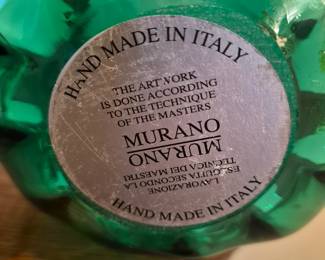 HAND MADE IN ITALY
THE ART VORK
IS DONE ACCORDING
TO THE TECHNIQUE
OF THE MASTERS
MURANO
MURANO
LAVORAZIONE
ESEGUITA SECONDO LA
TECNICA DEI MAESTRI
HAND MADE IN ITALY